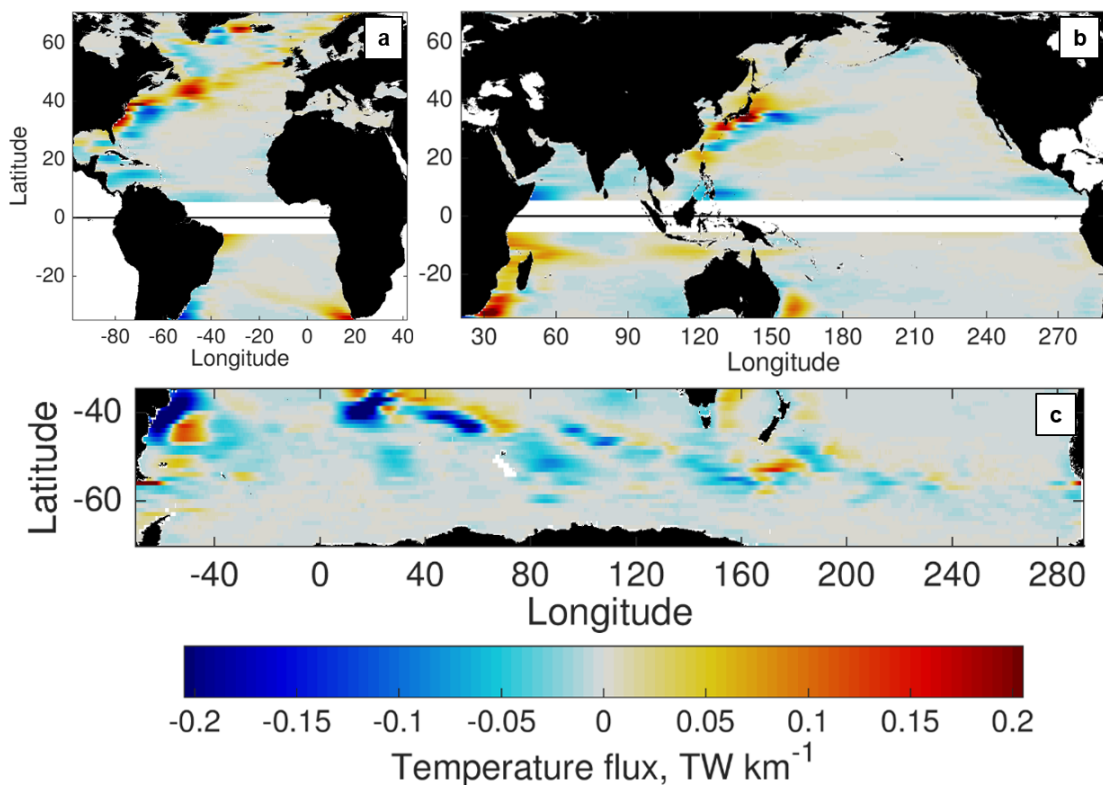 a
b
60
40
20
0
-20
Latitude
-80 -60 -40 -20 0 20 40
Longitude
60
40
20
0
-20
20 30 60 90 120 150 180 210 240 270
Longitude
c
-40
-60
Latitude
-40 0 40 80 120 160 200 240 280
Longitude
-0.2 -0.15 -0.1 -0.05 0 0.05 0.1 0.15 0.2
Temperature flux, TW km⁻¹